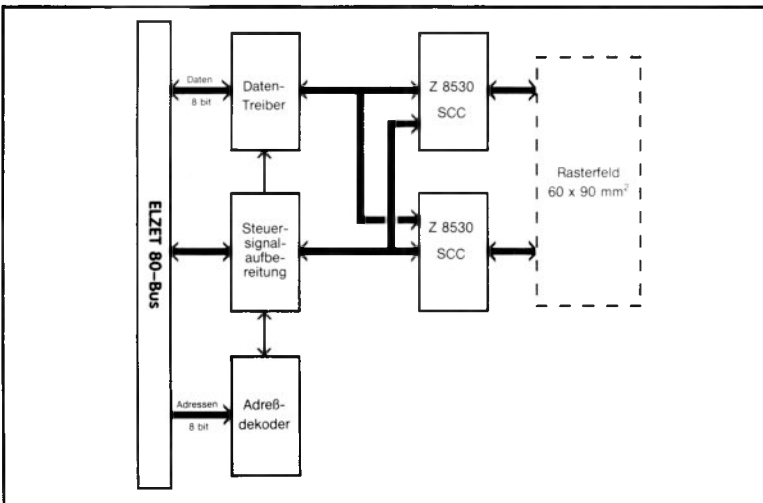 ELZET 80-Bus
Daten
8 bit
Daten-
Treiber
Z 8530
SCC
Rasterfeld
60 x 90 mm²
Steuer-
signal-
aufbe-
reitung
Z 8530
SCC
Adressen
8 bit
Adreß-
dekoder